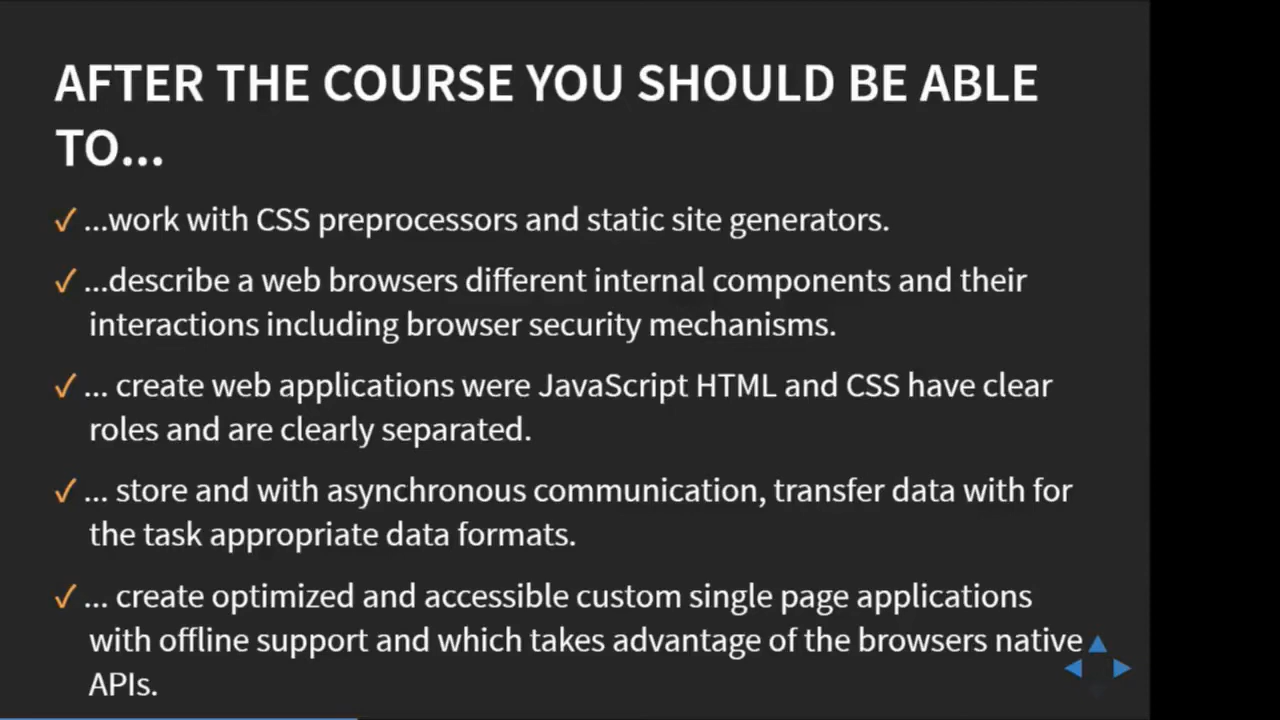 AFTER THE COURSE YOU SHOULD BE ABLE
TO...
✓ ...work with CSS preprocessors and static site generators.
✓ ...describe a web browsers different internal components and their
interactions including browser security mechanisms.
✓ ... create web applications were JavaScript HTML and CSS have clear
roles and are clearly separated.
✓ ... store and with asynchronous communication, transfer data with for
the task appropriate data formats.
✓ ... create optimized and accessible custom single page applications
with offline support and which takes advantage of the browsers native
APIs.